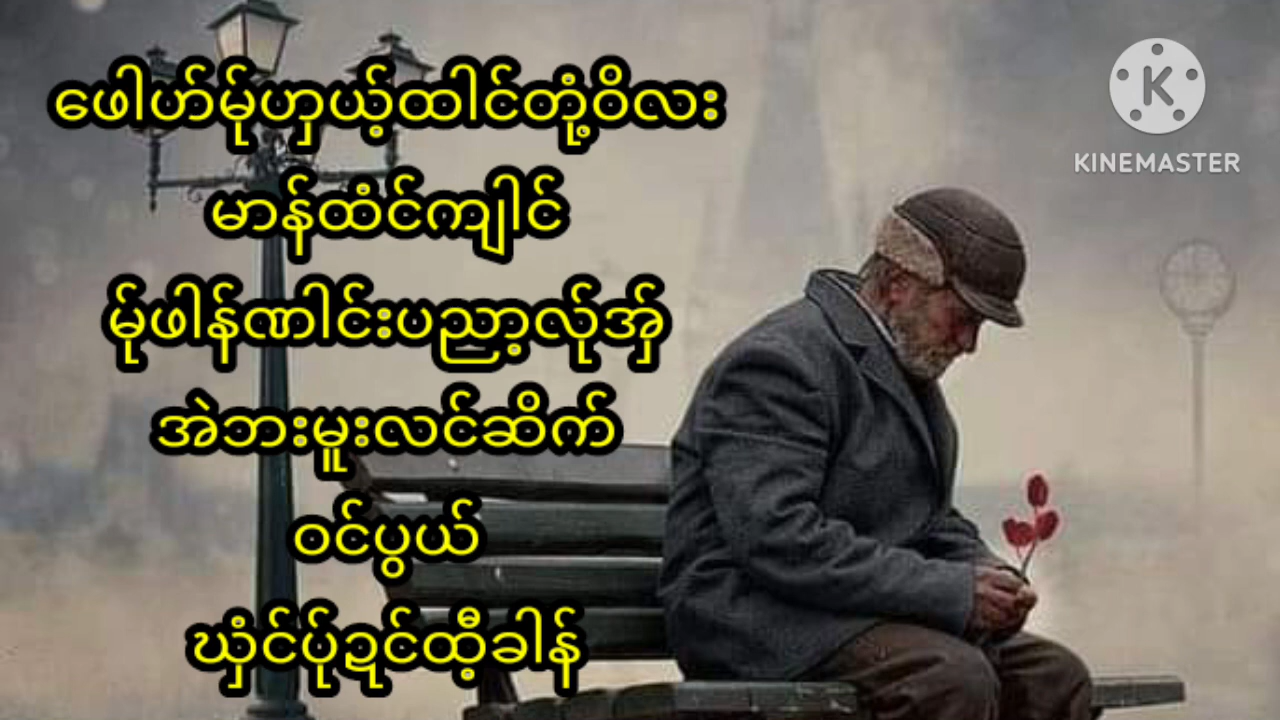 ဖေါဟ်မ်ုဟှယ့်ထါင်တုံ့ဝိလး
မာန်ထံင်ကျါင်
မ်ုဖါန်ဏါင်းပညာ့လ်ုအှ်
အဲဘးမူးလင်ဆိက်
ဝင်ပွယ်
ဃှံင်ပ်ုဍင်ထီ့ခါန်
K
KINEMASTER